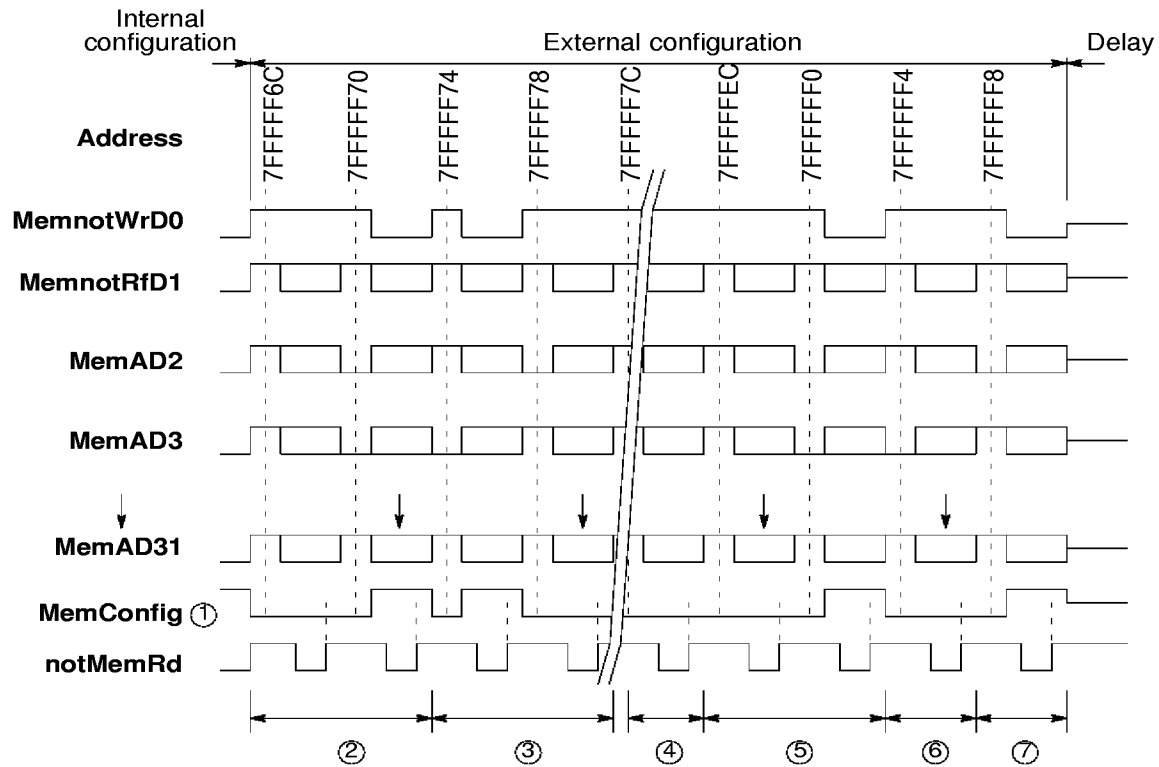 Internal configuration
External configuration
Delay
Address
7FFFFF6C
7FFFFF70
7FFFFF74
7FFFFF78
7FFFFF7C
7FFFFFEC
7FFFFFF0
7FFFFFF4
7FFFFFF8
MemnotWrD0
MemnotRfD1
MemAD2
MemAD3
MemAD31
MemConfig ①
notMemRd
② ③ ④ ⑤ ⑥ ⑦